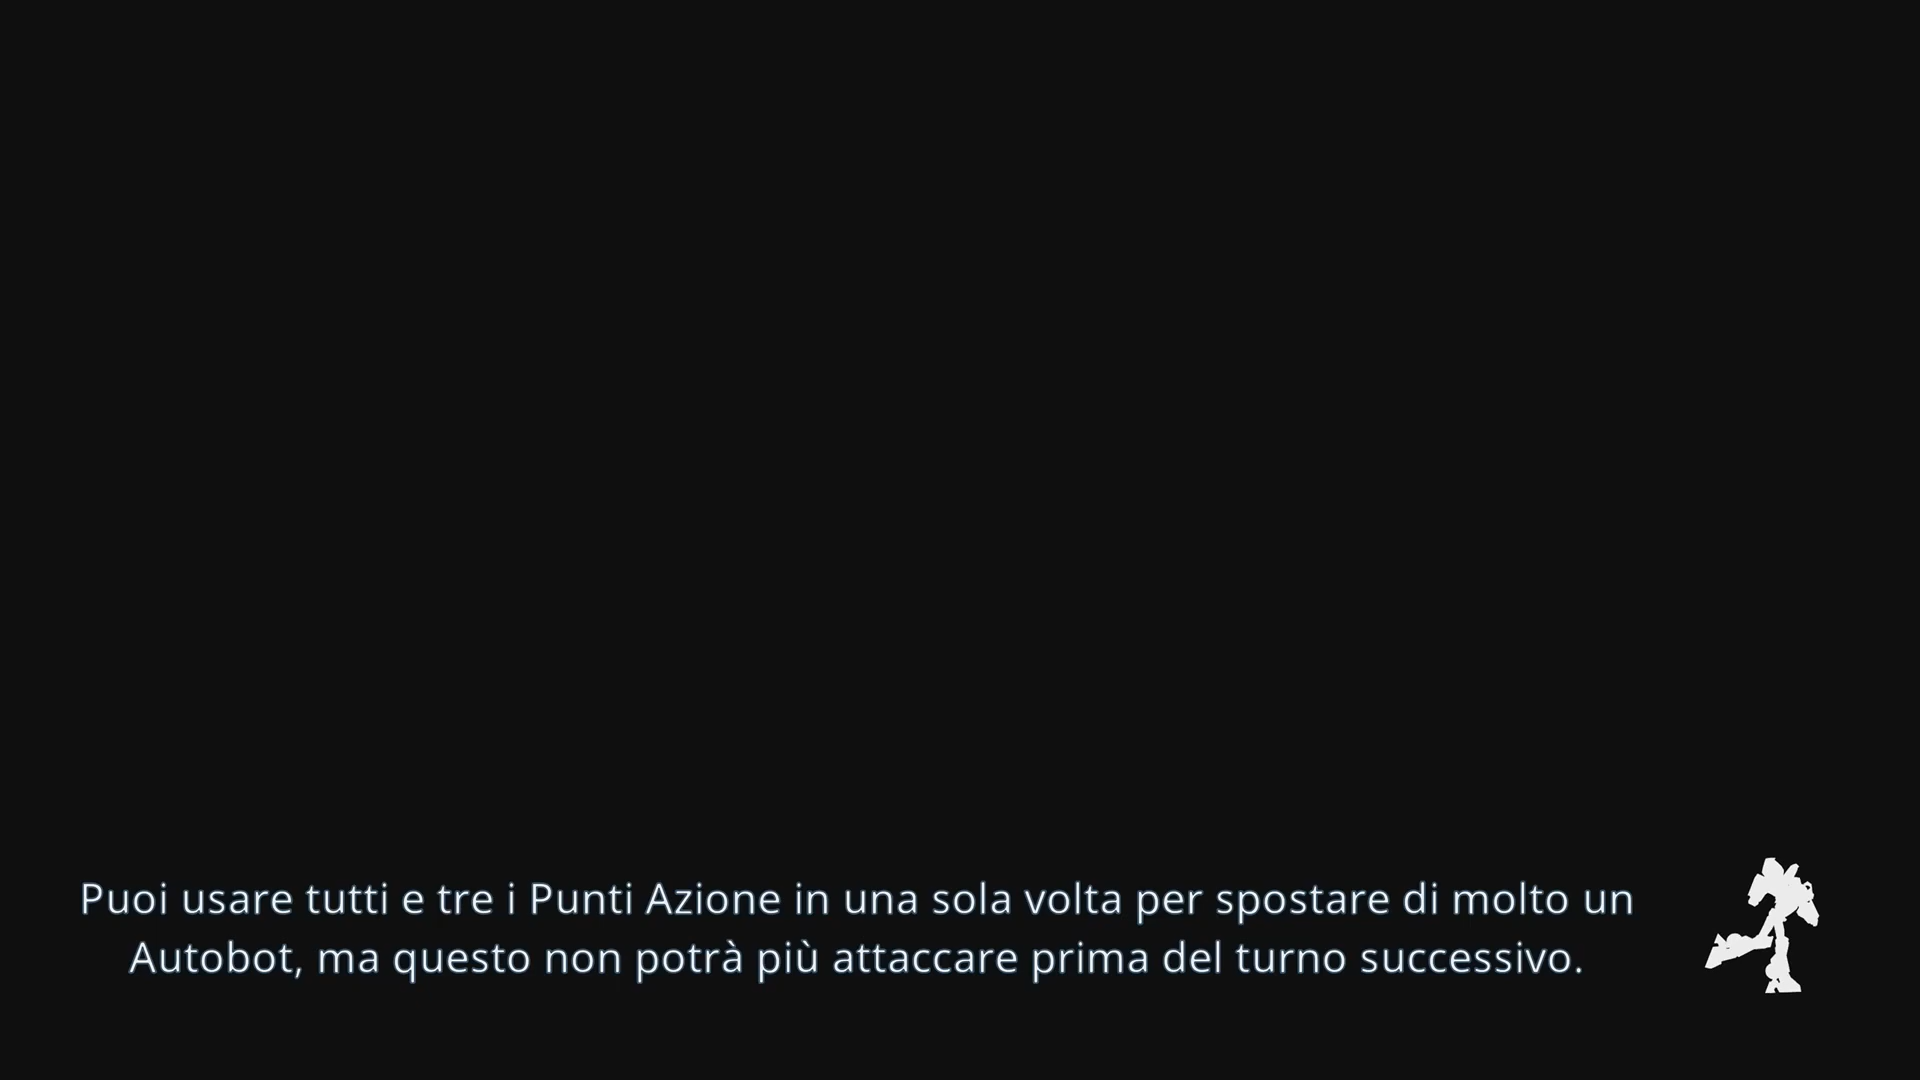 Puoi usare tutti e tre i Punti Azione in una sola volta per spostare di molto un
Autobot, ma questo non potrà più attaccare prima del turno successivo.